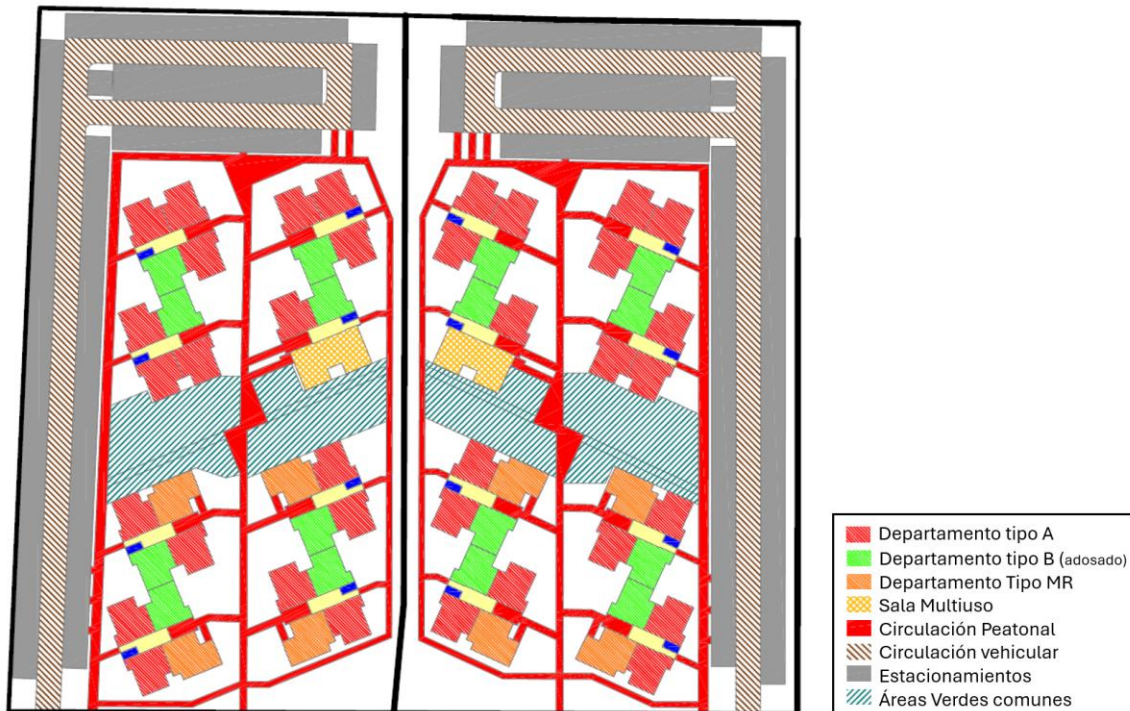 Departamento tipo A
Departamento tipo B (adosado)
Departamento Tipo MR
Sala Multiuso
Circulación Peatonal
Circulación vehicular
Estacionamientos
Áreas Verdes comunes